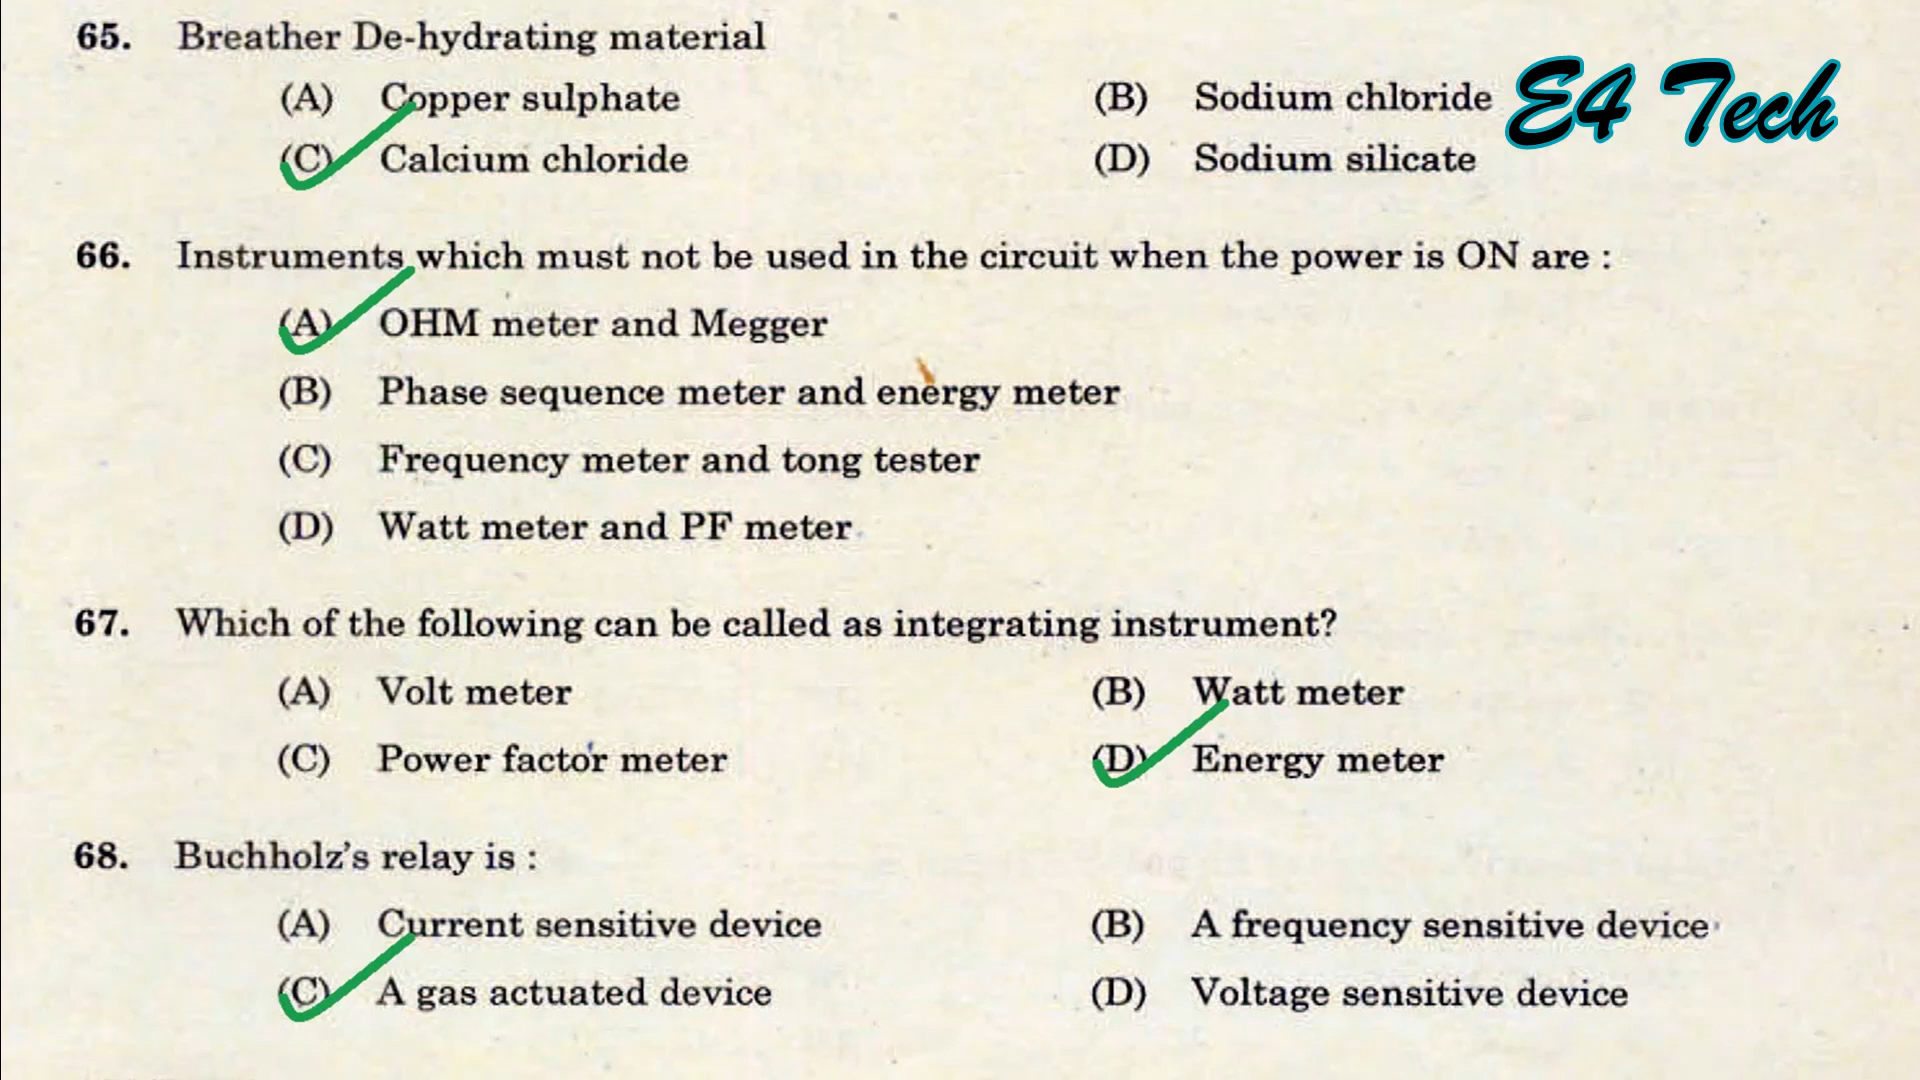 65. Breather De-hydrating material
(A) Copper sulphate (B) Sodium chloride
E4 Tech
(C) Calcium chloride (D) Sodium silicate
66. Instruments which must not be used in the circuit when the power is ON are :
(A) OHM meter and Megger
(B) Phase sequence meter and energy meter
(C) Frequency meter and tong tester
(D) Watt meter and PF meter
67. Which of the following can be called as integrating instrument?
(A) Volt meter (B) Watt meter
(C) Power factor meter (D) Energy meter
68. Buchholz's relay is :
(A) Current sensitive device (B) A frequency sensitive device
(C) A gas actuated device (D) Voltage sensitive device